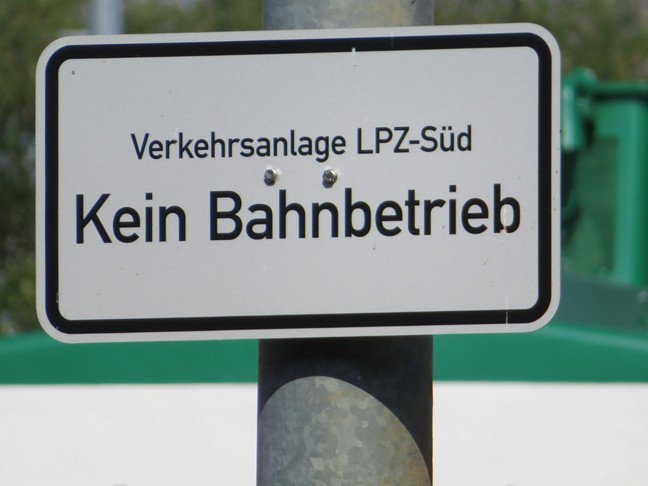 Verkehrsanlage LPZ-Süd
Kein Bahnbetrieb